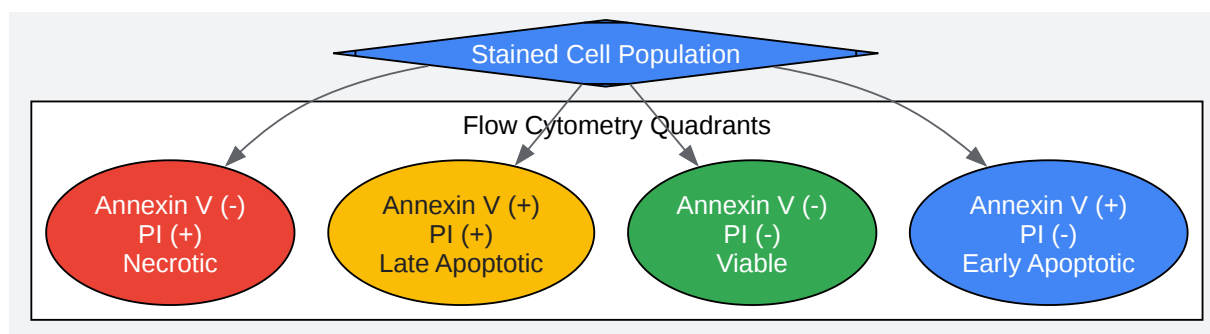 Stained Cell Population
Flow Cytometry Quadrants
Annexin V (-)
PI (+)
Necrotic
Annexin V (+)
PI (+)
Late Apoptotic
Annexin V (-)
PI (-)
Viable
Annexin V (+)
PI (-)
Early Apoptotic